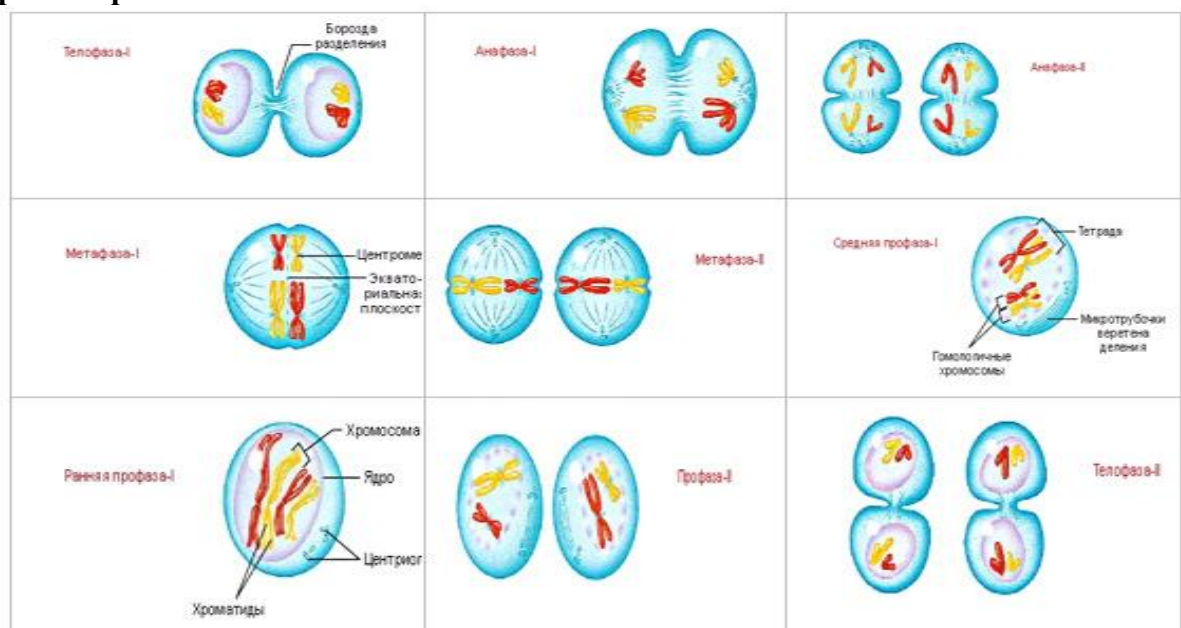 Телофаза-I
Борозда
разделения
Анафаза-I
Анафаза-II
Метафаза-I
Центроме
Эквато-
риальна:
плоскост
Метафаза-II
Средняя профаза-I
Тетрада
Микротрубочки
веретена
деления
Гомологичные
хромосомы
Ранняя профаза-I
Хромосома
Ядро
Центриог
Хроматиды
Профаза-II
Телофаза-II